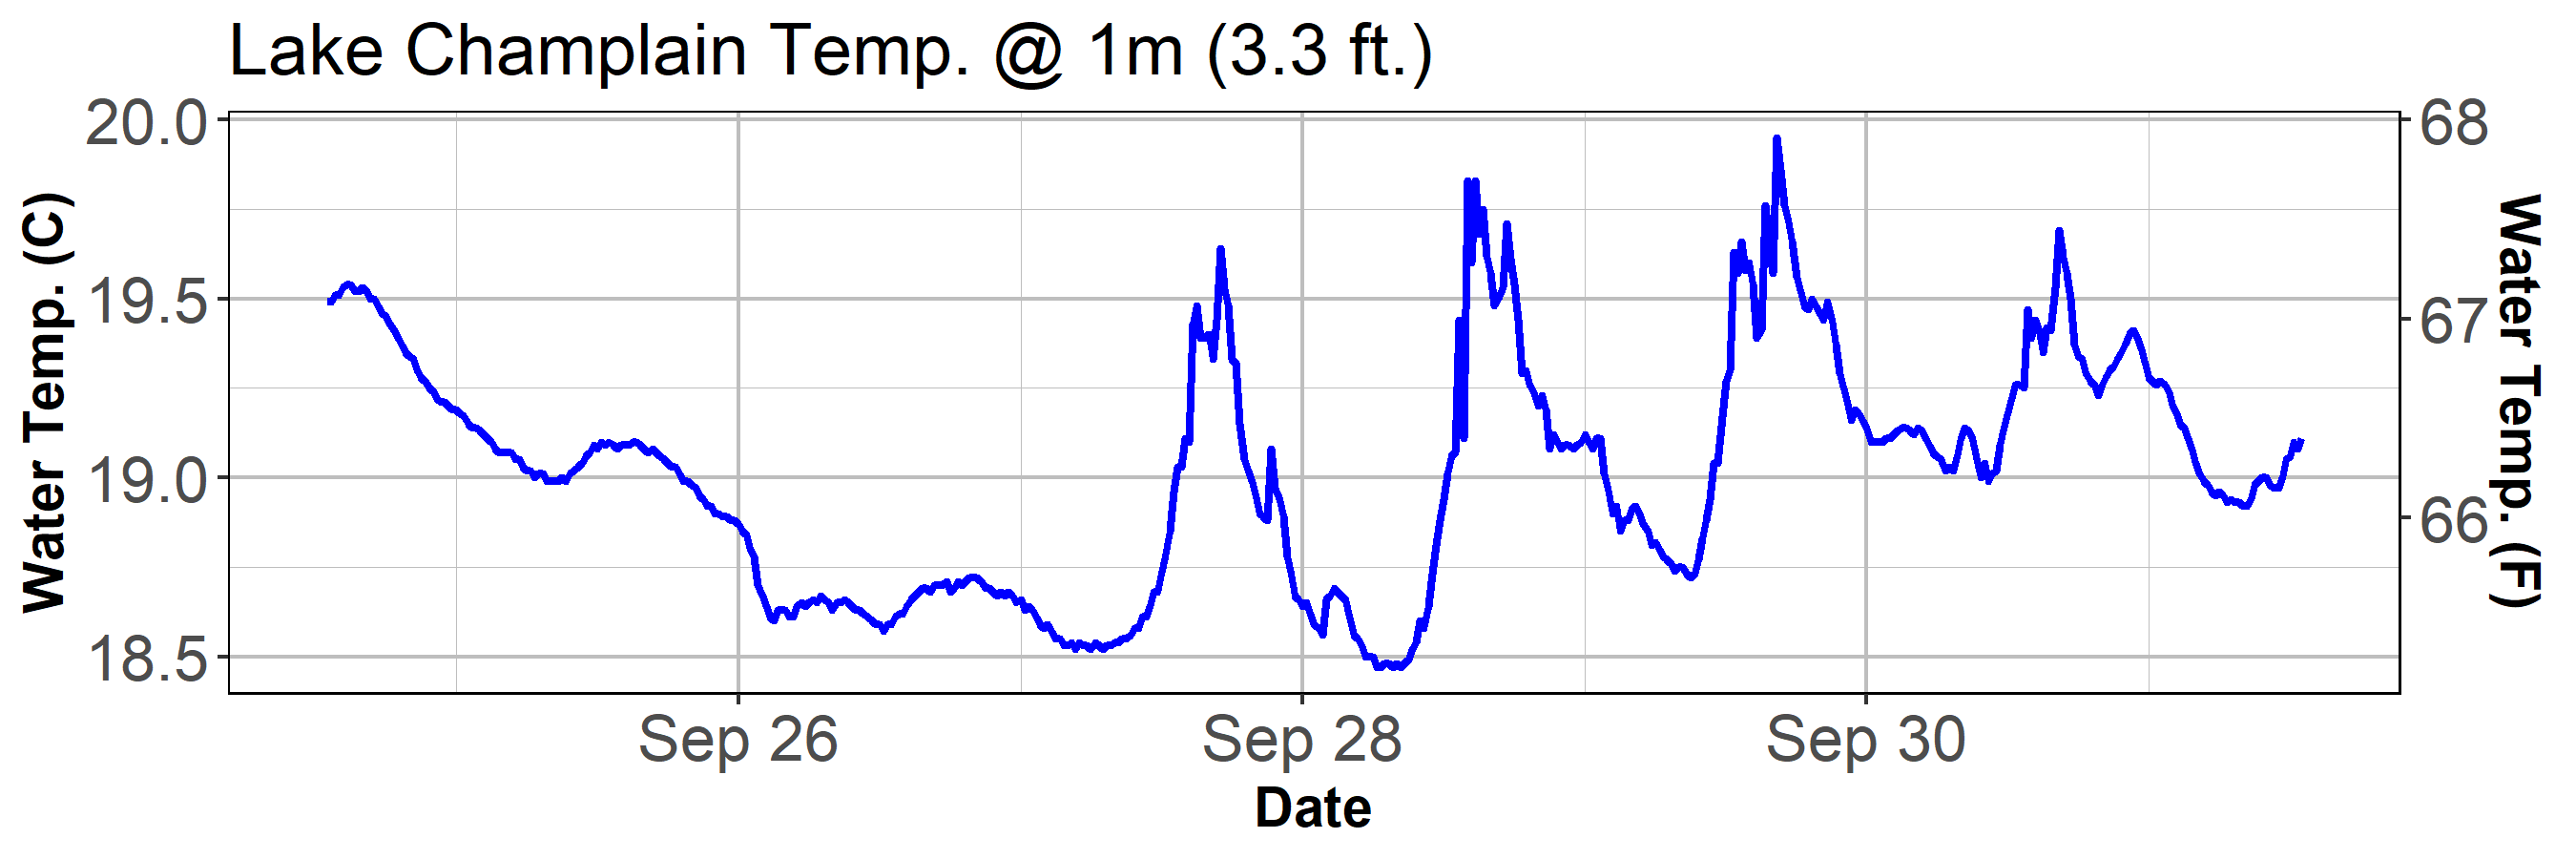 Lake Champlain Temp. @ 1m (3.3 ft.)
Water Temp. (C)
20.0
19.5
19.0
18.5
68
67
66
Water Temp. (F)
Sep 26
Sep 28
Sep 30
Date